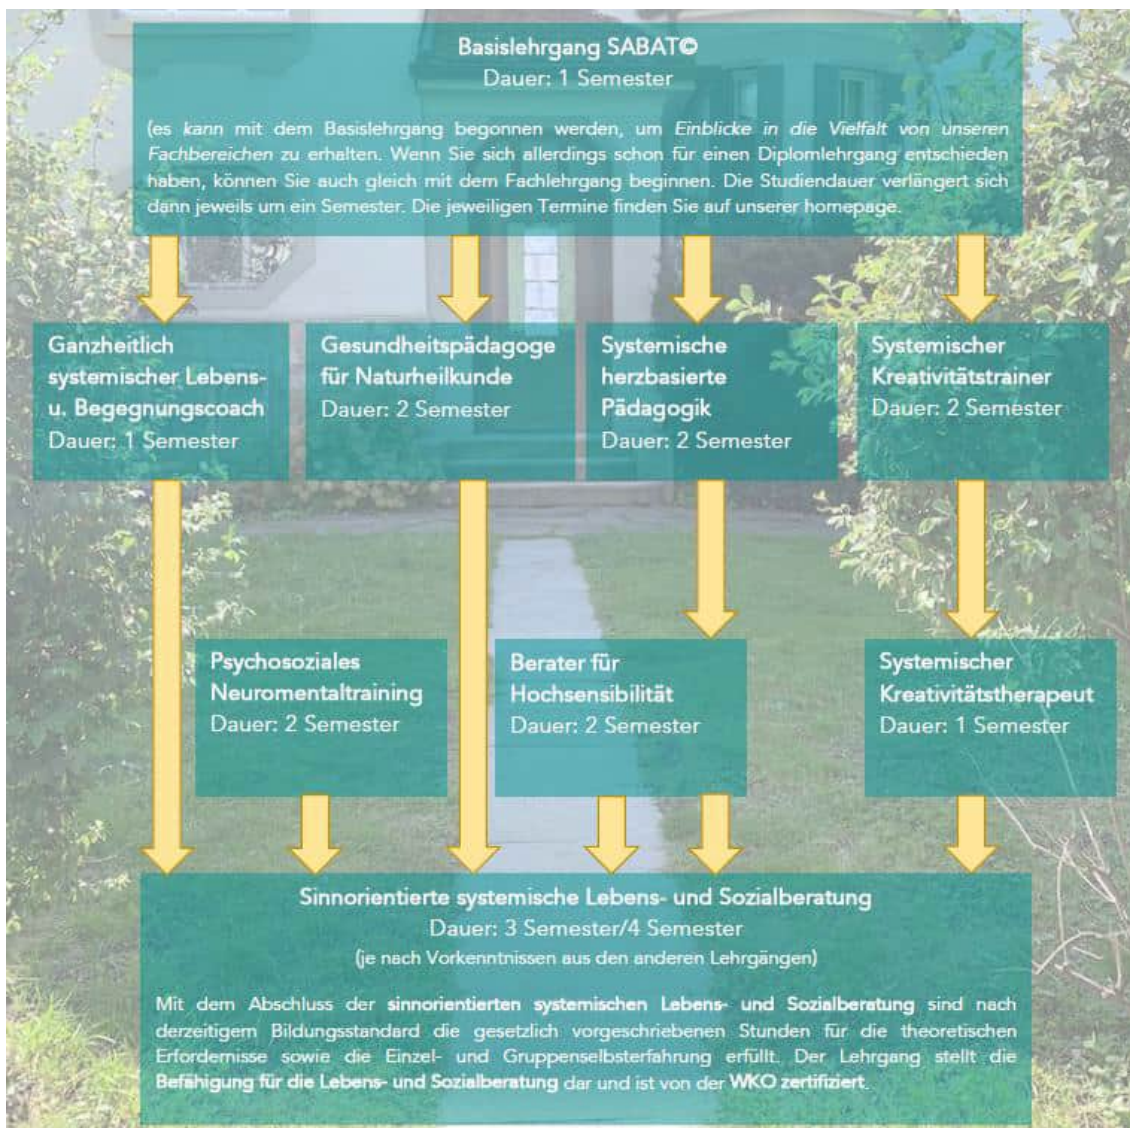 Basislehrgang SABAT©
Dauer: 1 Semester
(es kann mit dem Basislehrgang begonnen werden, um Einblicke in die Vielfalt von unseren
Fachbereichen zu erhalten. Wenn Sie sich allerdings schon für einen Diplomlehrgang entschieden
haben, können Sie auch gleich mit dem Fachlehrgang beginnen. Die Studiendauer verlängert sich
dann jeweils um ein Semester. Die jeweiligen Termine finden Sie auf unserer homepage.
Ganzheitlich
systemischer Lebens-
u. Begegnungscoach
Dauer: 1 Semester
Gesundheitspädagoge
für Naturheilkunde
Dauer: 2 Semester
Systemische
herzbasierte
Pädagogik
Dauer: 2 Semester
Systemischer
Kreativitätstrainer
Dauer: 2 Semester
Psychosoziales
Neuromentaltraining
Dauer: 2 Semester
Berater für
Hochsensibilität
Dauer: 2 Semester
Systemischer
Kreativitätstherapeut
Dauer: 1 Semester
Sinnorientierte systemische Lebens- und Sozialberatung
Dauer: 3 Semester/4 Semester
(je nach Vorkenntnissen aus den anderen Lehrgängen)
Mit dem Abschluss der sinnorientierten systemischen Lebens- und Sozialberatung sind nach
derzeitigem Bildungsstandard die gesetzlich vorgeschriebenen Stunden für die theoretischen
Erfordernisse sowie die Einzel- und Gruppenselbsterfahrung erfüllt. Der Lehrgang stellt die
Befähigung für die Lebens- und Sozialberatung dar und ist von der WKO zertifiziert.